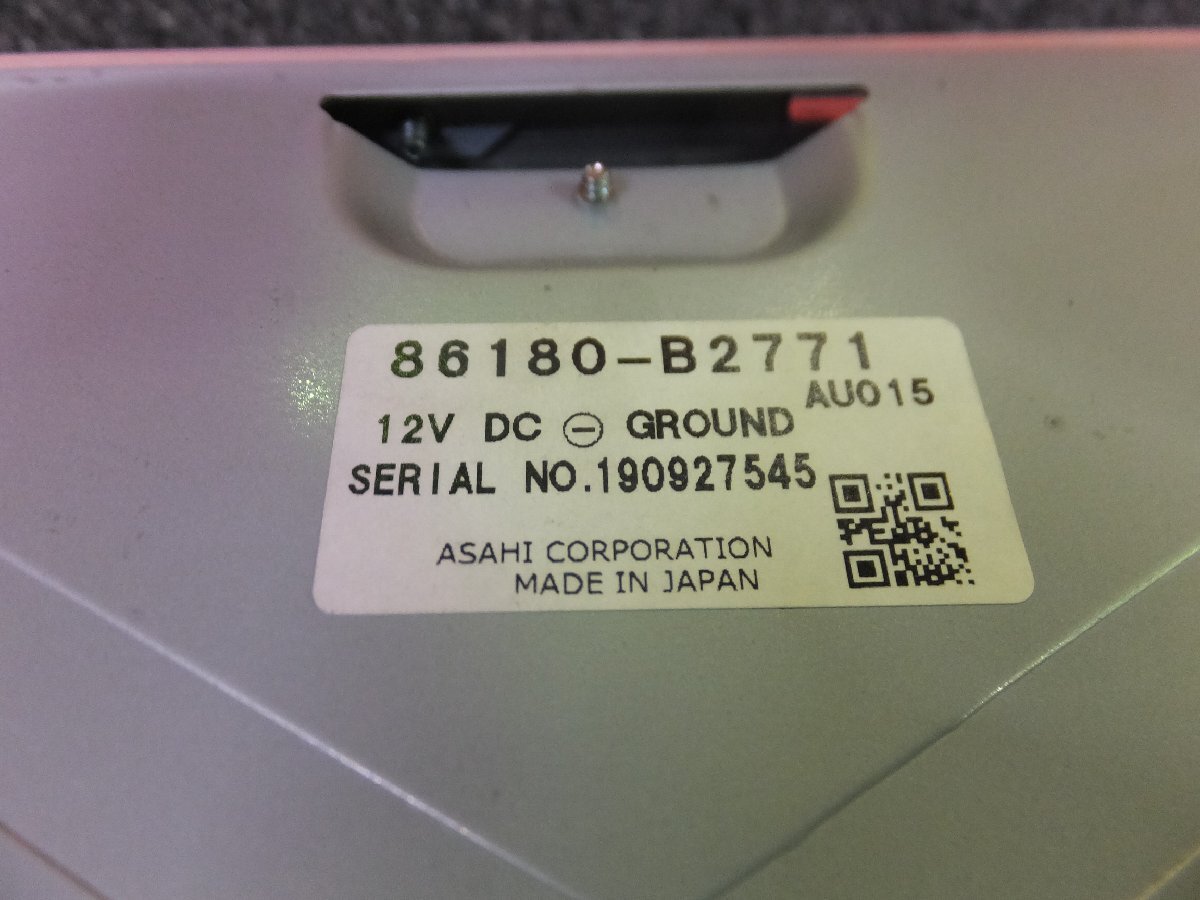 86180-B2771
AU015
12V DC ⊖ GROUND
SERIAL NO.190927545
ASAHI CORPORATION
MADE IN JAPAN